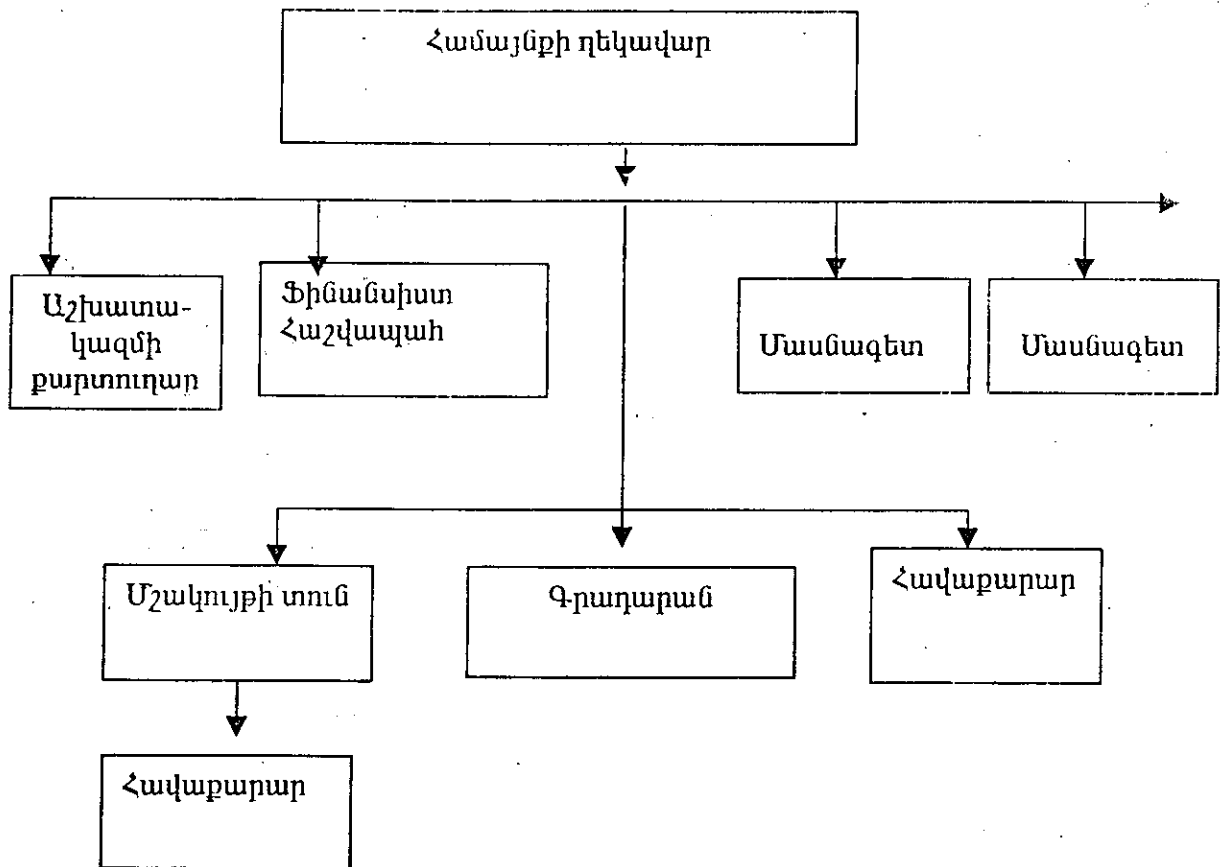 Համայնքի ղեկավար
Աշխատա-
կազմի
քարտուղար
Ֆինանսիստ
Հաշվապահ
Մասնագետ
Մասնագետ
Մշակույթի տուն
Գրադարան
Հավաքարար
Հավաքարար